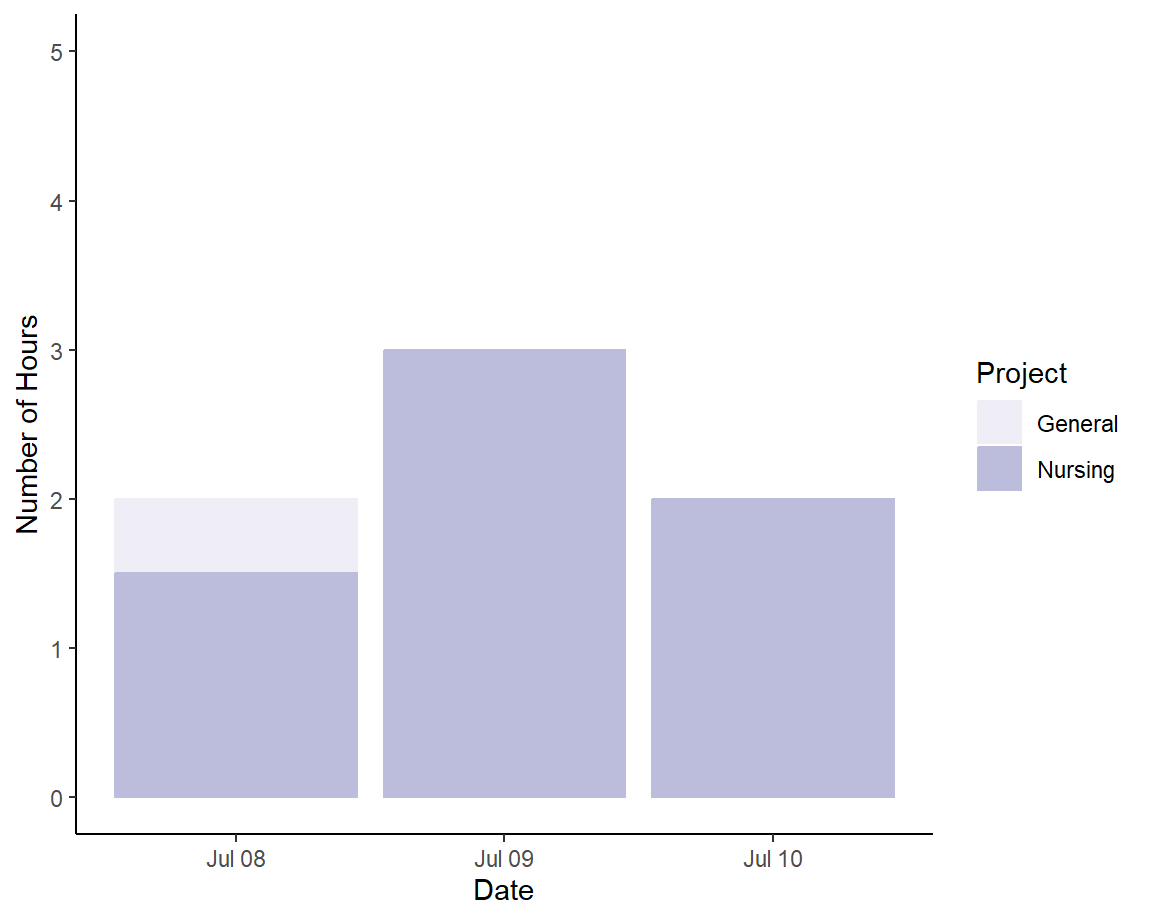 5
4
3
2
1
0
Number of Hours
Jul 08
Jul 09
Jul 10
Date
Project
General
Nursing